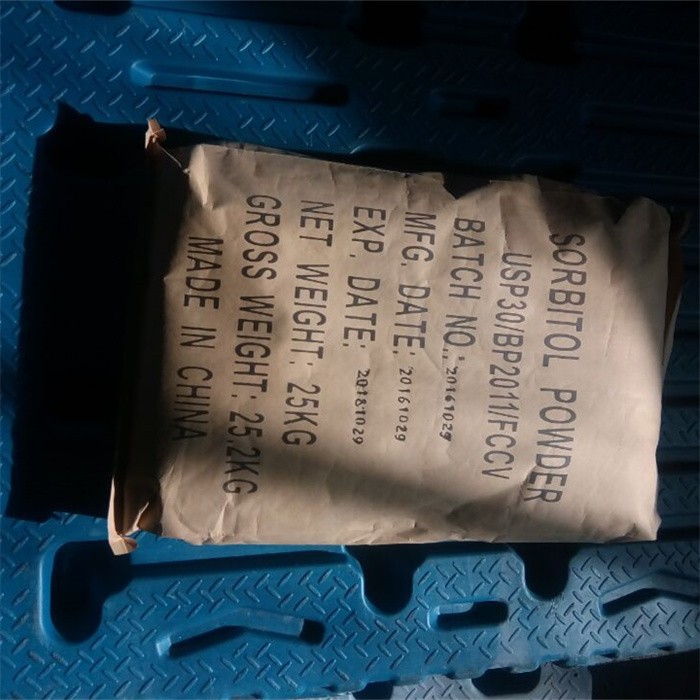 SORBITOL POWDER
USP30/BP2011/FCCV
BATCH NO.: 20161029
MFG. DATE: 20161029
EXP. DATE: 20181029
NET WEIGHT: 25KG
GROSS WEIGHT: 25.2KG
MADE IN CHINA